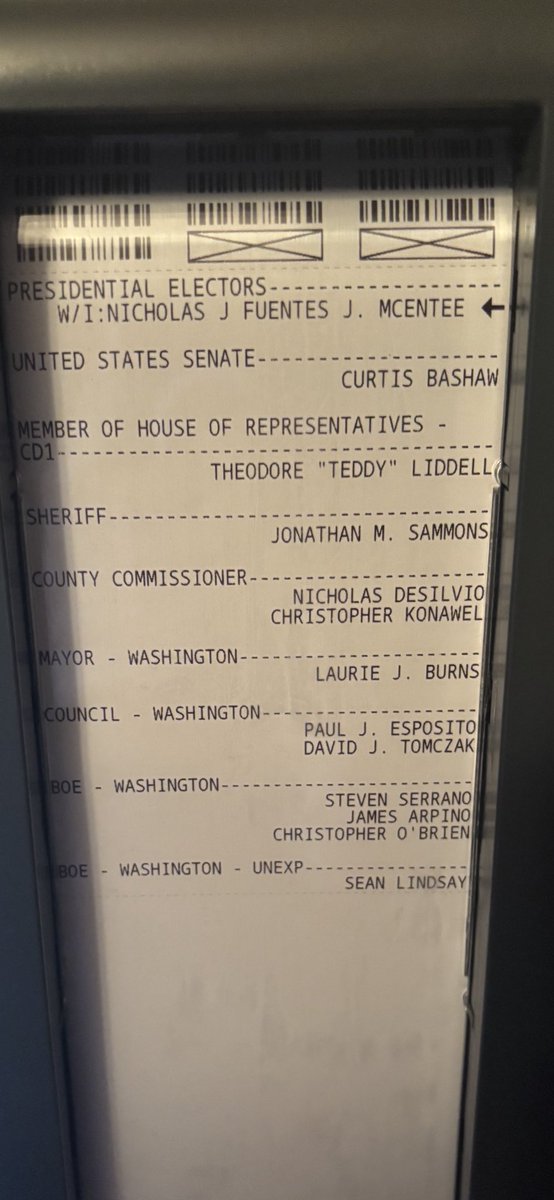 PRESIDENTIAL ELECTORS-------------------
W/I:NICHOLAS J FUENTES J. MCENTEE ←
UNITED STATES SENATE-------------------
CURTIS BASHAW
MEMBER OF HOUSE OF REPRESENTATIVES -
CD1-----------------------------------
THEODORE "TEDDY" LIDDELL
SHERIFF-------------------------------
JONATHAN M. SAMMONS
COUNTY COMMISSIONER-------------------
NICHOLAS DESILVIO
CHRISTOPHER KONAWEL
MAYOR - WASHINGTON--------------------
LAURIE J. BURNS
COUNCIL - WASHINGTON------------------
PAUL J. ESPOSITO
DAVID J. TOMCZAK
BOE - WASHINGTON----------------------
STEVEN SERRANO
JAMES ARPINO
CHRISTOPHER O'BRIEN
BOE - WASHINGTON - UNEXP--------------
SEAN LINDSAY